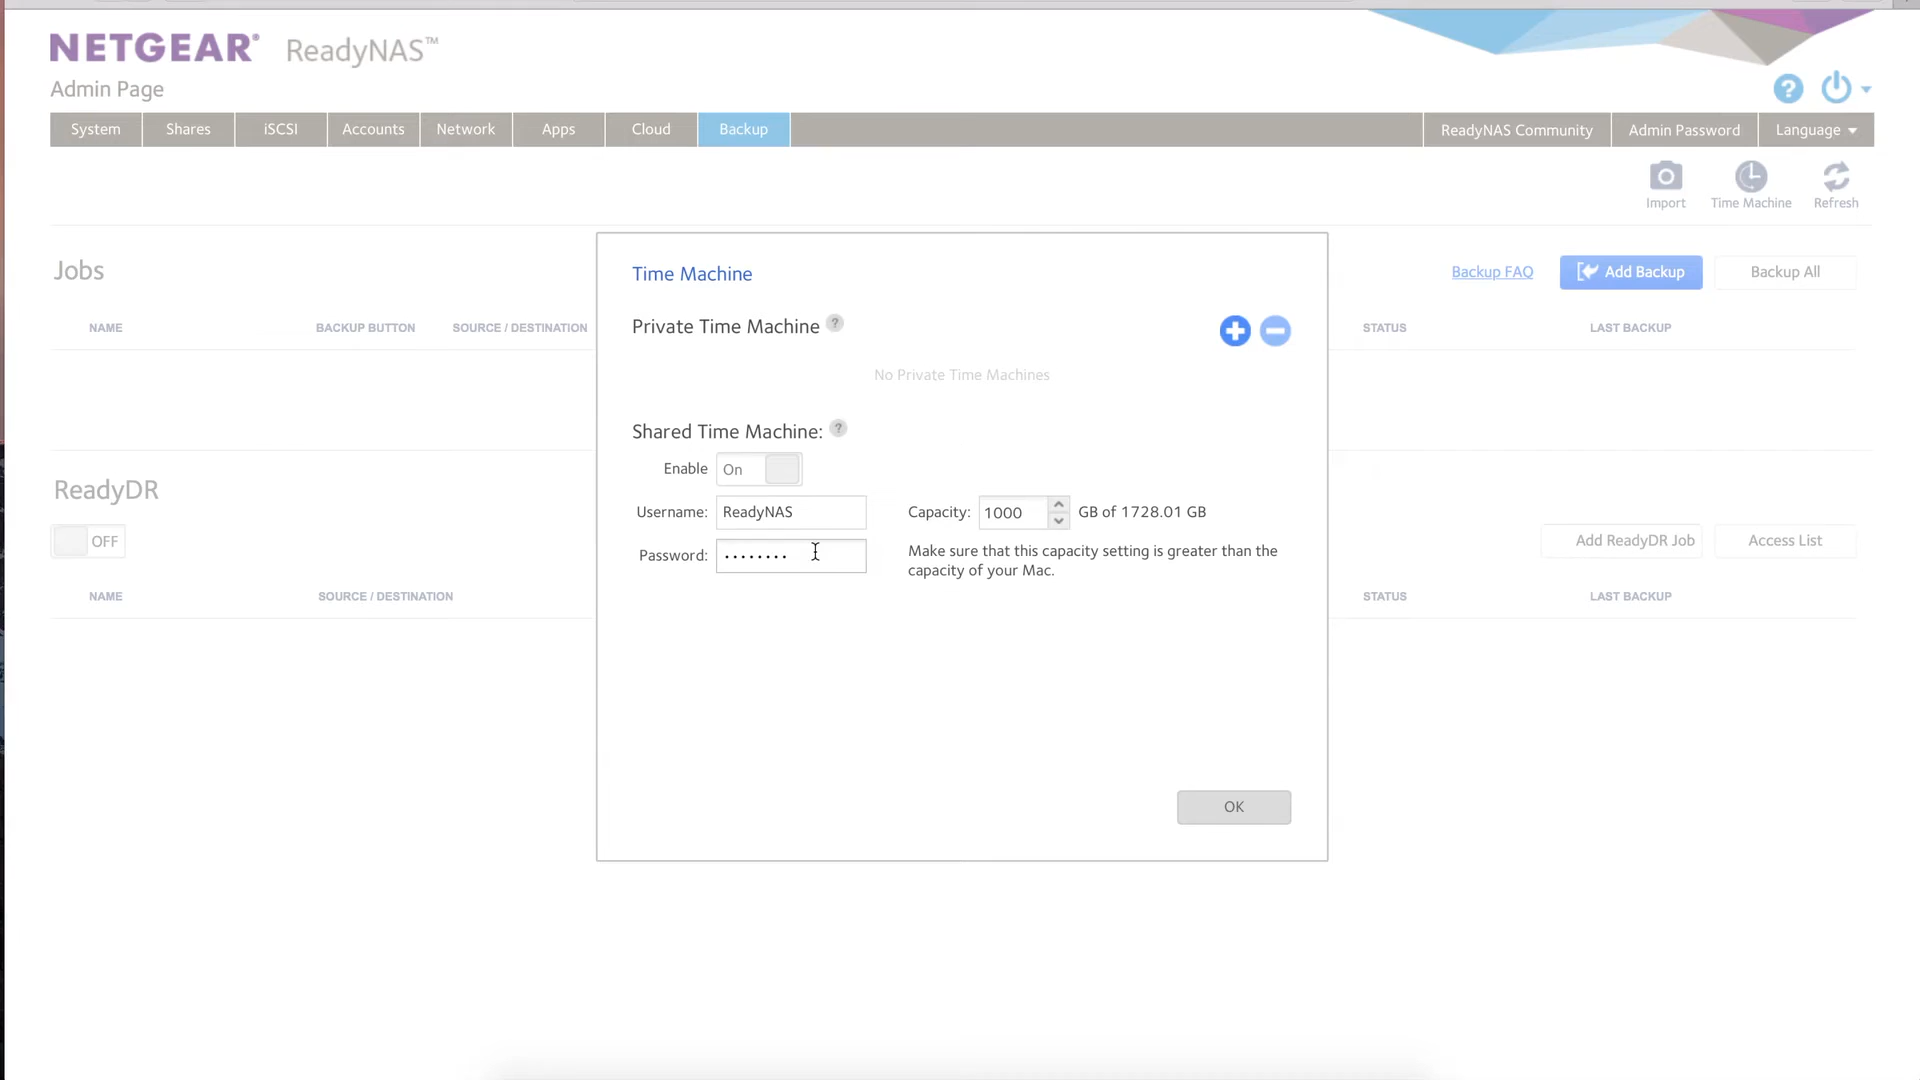 NETGEAR® ReadyNAS™
Admin Page
System Shares iSCSI Accounts Network Apps Cloud Backup ReadyNAS Community Admin Password Language
Import Time Machine Refresh
Jobs
Backup FAQ Add Backup Backup All
NAME BACKUP BUTTON SOURCE / DESTINATION STATUS LAST BACKUP
Time Machine
Private Time Machine ?
No Private Time Machines
Shared Time Machine: ?
Enable On
Username: ReadyNAS Capacity: 1000 GB of 1728.01 GB
Password: ........
Make sure that this capacity setting is greater than the
capacity of your Mac.
OK
ReadyDR
OFF Add ReadyDR Job Access List
NAME SOURCE / DESTINATION STATUS LAST BACKUP